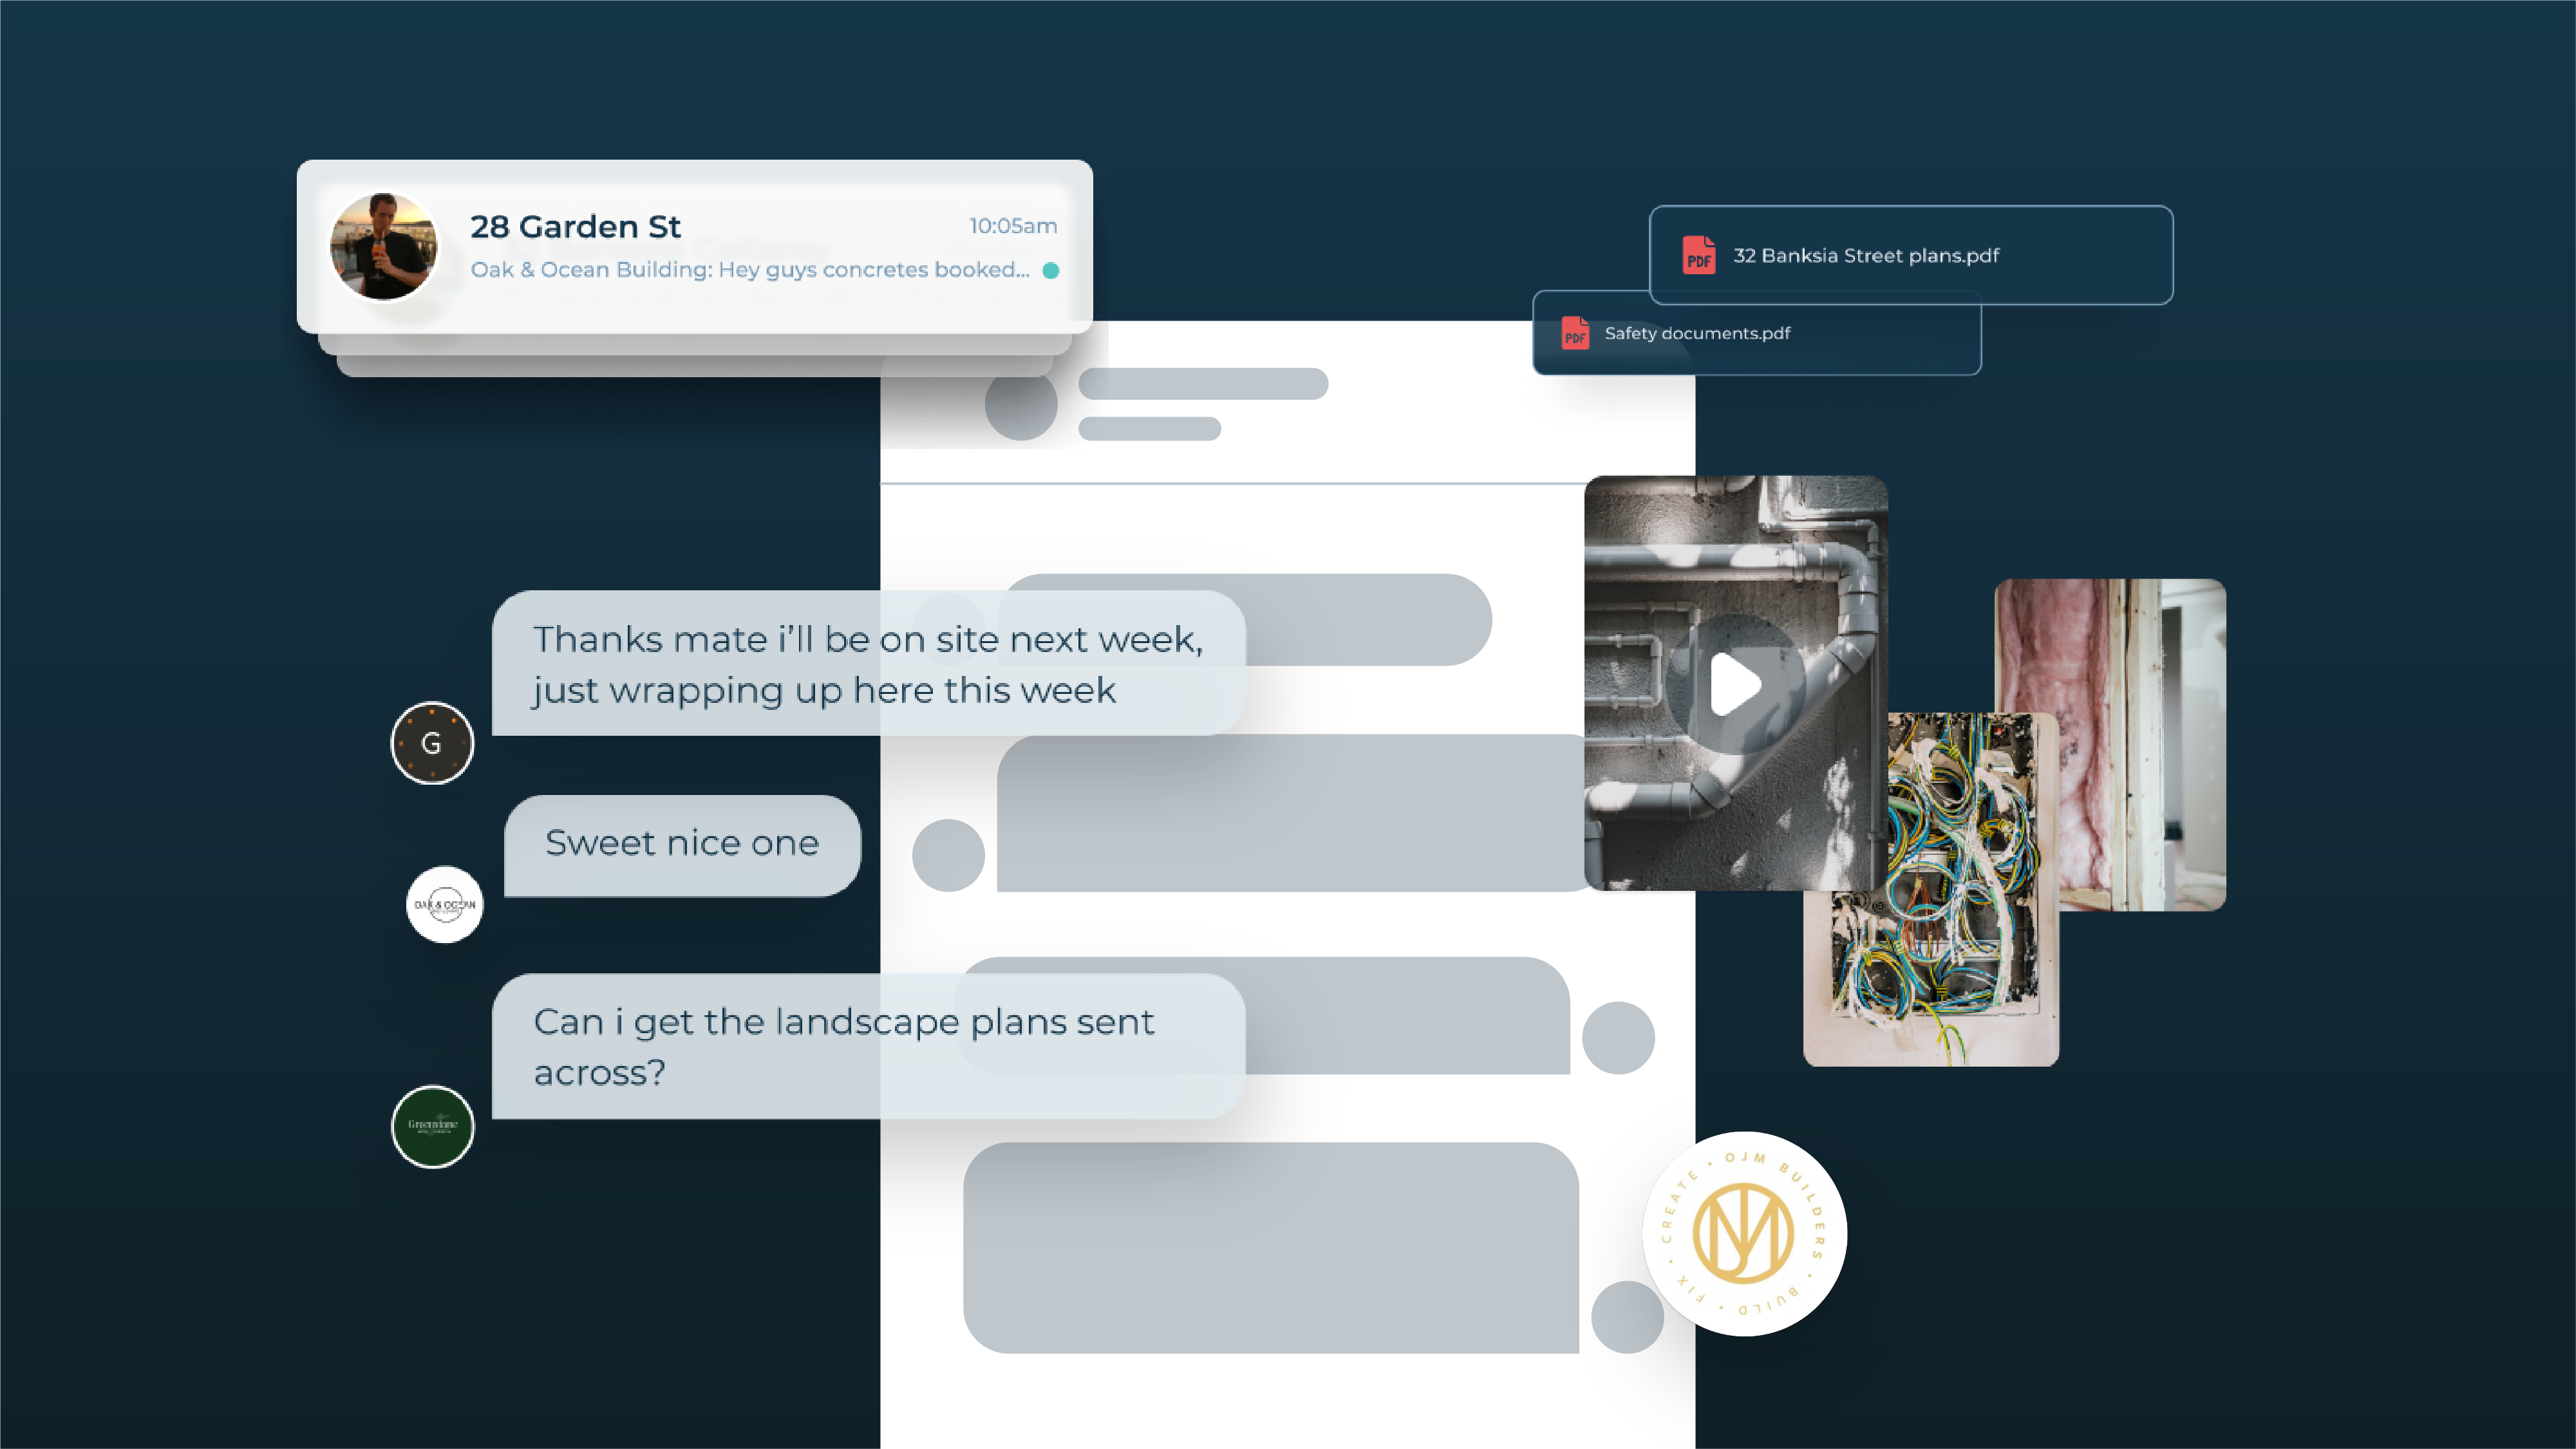 28 Garden St
10:05am
Oak & Ocean Building: Hey guys concretes booked...
PDF 32 Banksia Street plans.pdf
PDF Safety documents.pdf
Thanks mate i’ll be on site next week,
just wrapping up here this week
G
Sweet nice one
OAK & OCEAN
Can i get the landscape plans sent
across?
OJM BUILDERS • BUILD • FIX • CREATE •